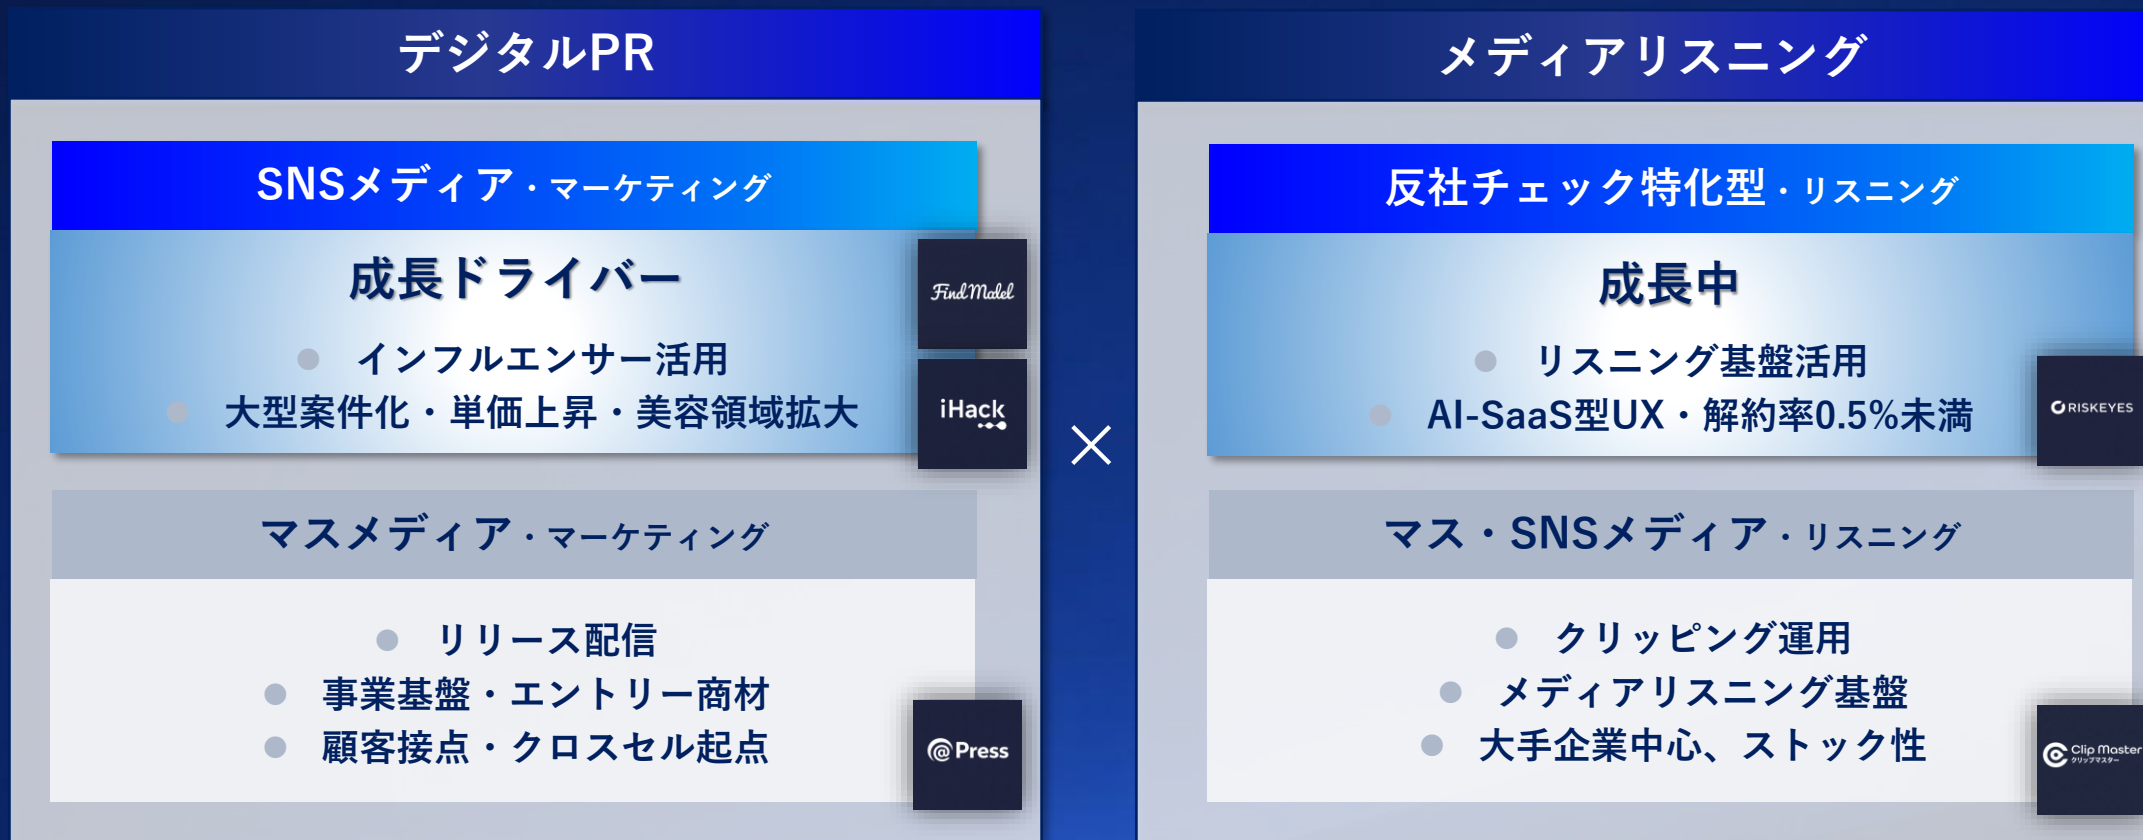 デジタルPR
SNSメディア・マーケティング
成長ドライバー
インフルエンサー活用
大型案件化・単価上昇・美容領域拡大
FindModel
iHack
マスメディア・マーケティング
リリース配信
事業基盤・エントリー商材
顧客接点・クロスセル起点
@Press
×
メディアリスニング
反社チェック特化型・リスニング
成長中
リスニング基盤活用
AI-SaaS型UX・解約率0.5%未満
RISKEYES
マス・SNSメディア・リスニング
クリッピング運用
メディアリスニング基盤
大手企業中心、ストック性
Clip Master
クリップマスター